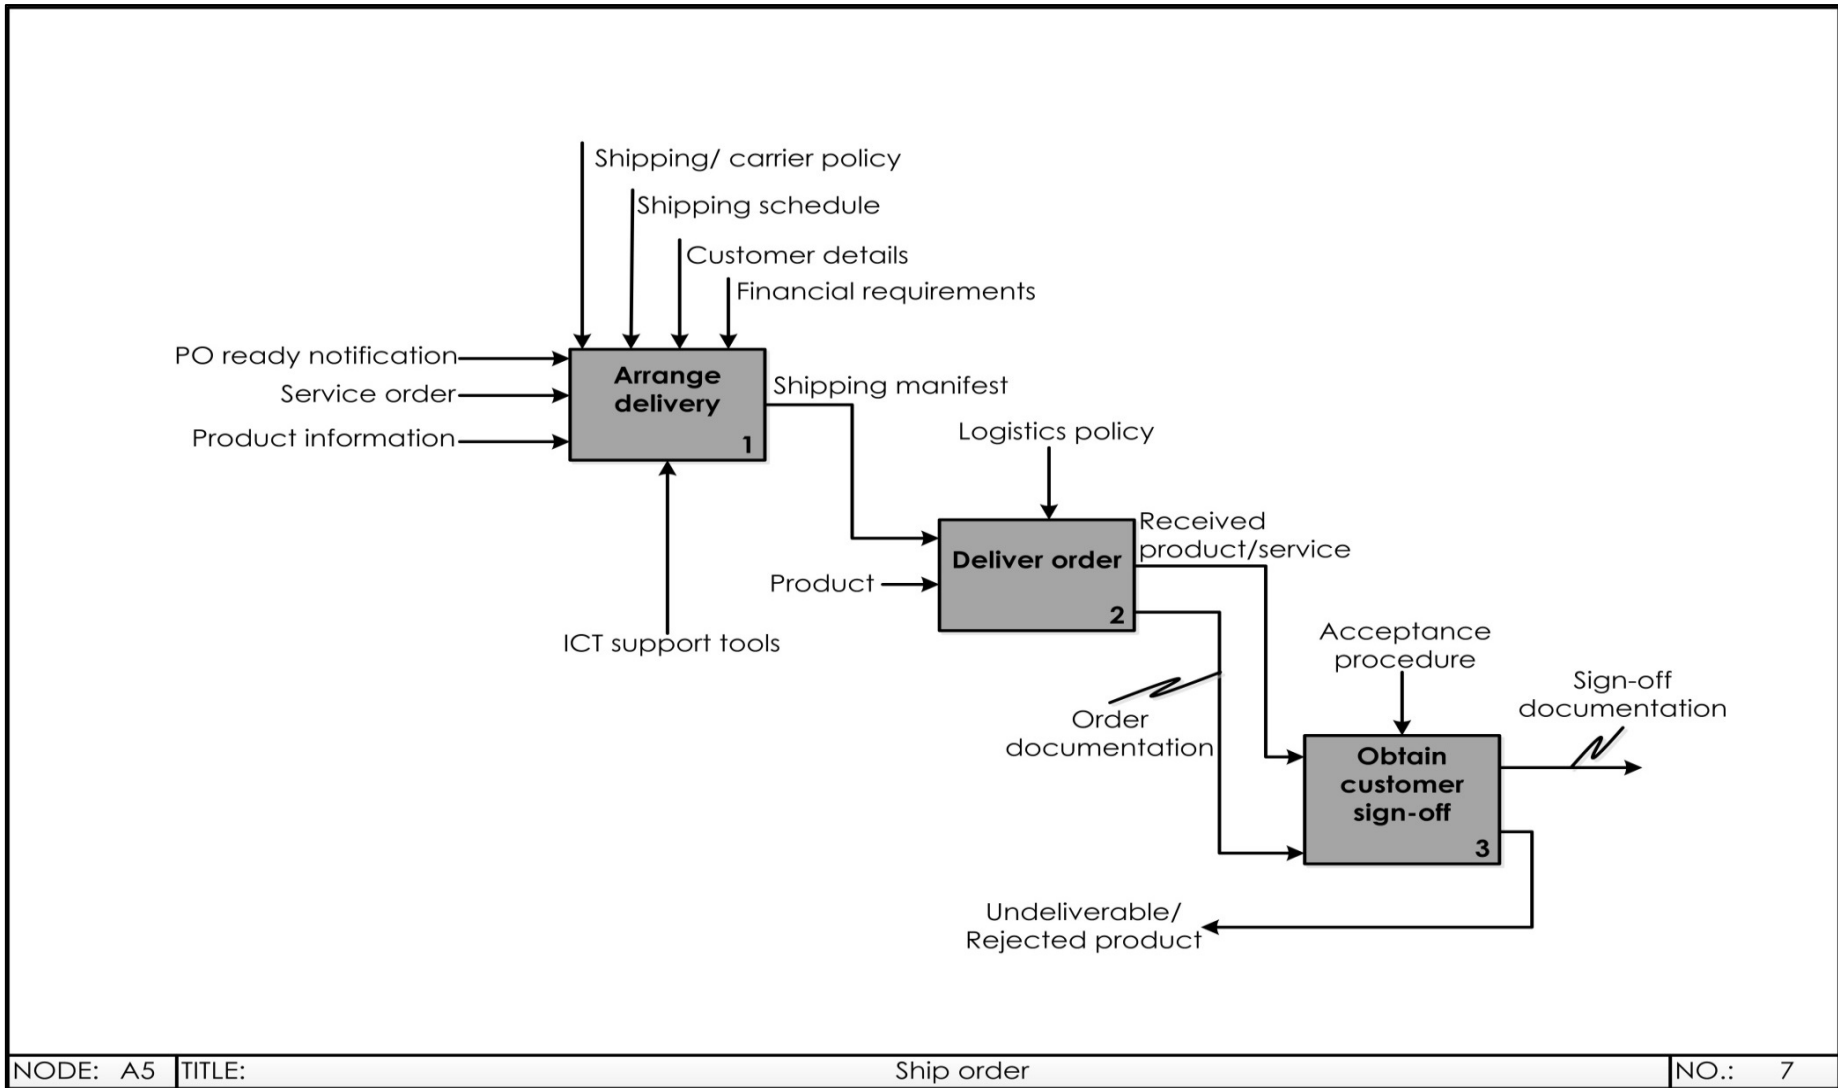 Shipping/ carrier policy
Shipping schedule
Customer details
Financial requirements
PO ready notification
Service order
Product information
Arrange
delivery
1
Shipping manifest
ICT support tools
Logistics policy
Product
Deliver order
2
Received
product/service
Order
documentation
Acceptance
procedure
Obtain
customer
sign-off
3
Sign-off
documentation
Undeliverable/
Rejected product
NODE: A5 TITLE: Ship order NO.: 7